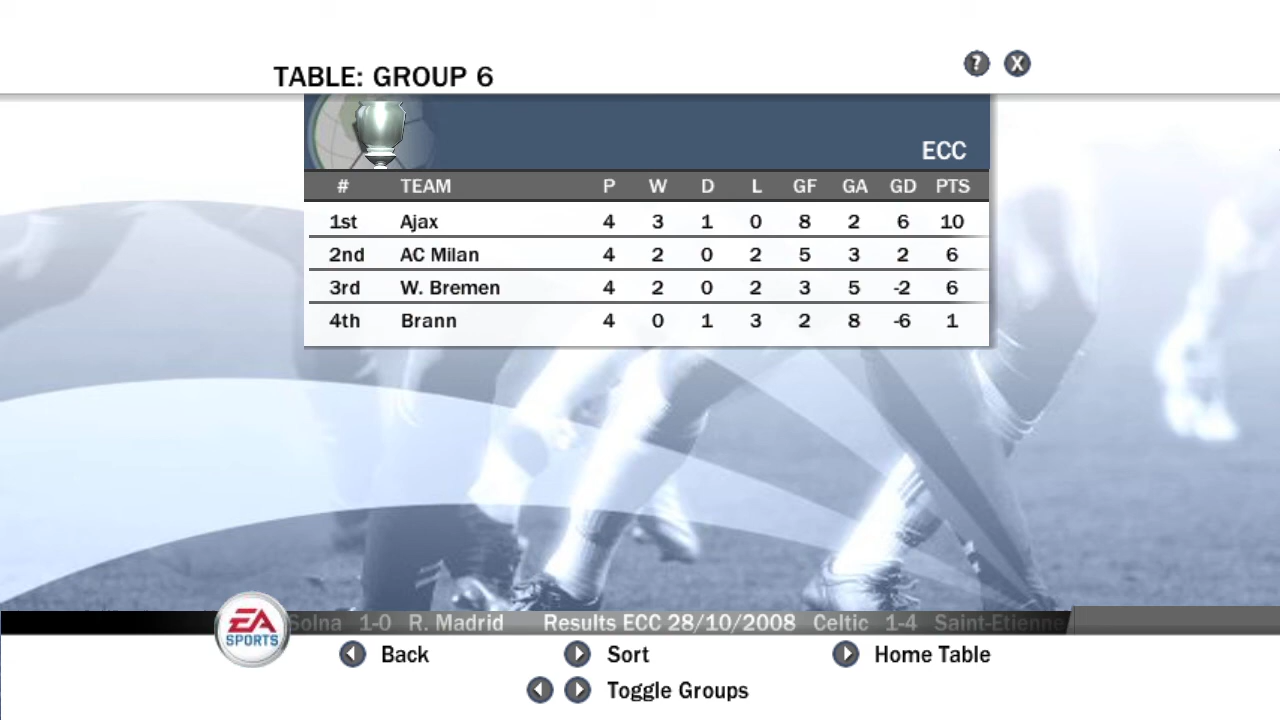 TABLE: GROUP 6
? X
ECC
# TEAM P W D L GF GA GD PTS
1st Ajax 4 3 1 0 8 2 6 10
2nd AC Milan 4 2 0 2 5 3 2 6
3rd W. Bremen 4 2 0 2 3 5 -2 6
4th Brann 4 0 1 3 2 8 -6 1
EA SPORTS
Solna 1-0 R. Madrid Results ECC 28/10/2008 Celtic 1-4 Saint-Etienne
Back Sort Home Table
Toggle Groups